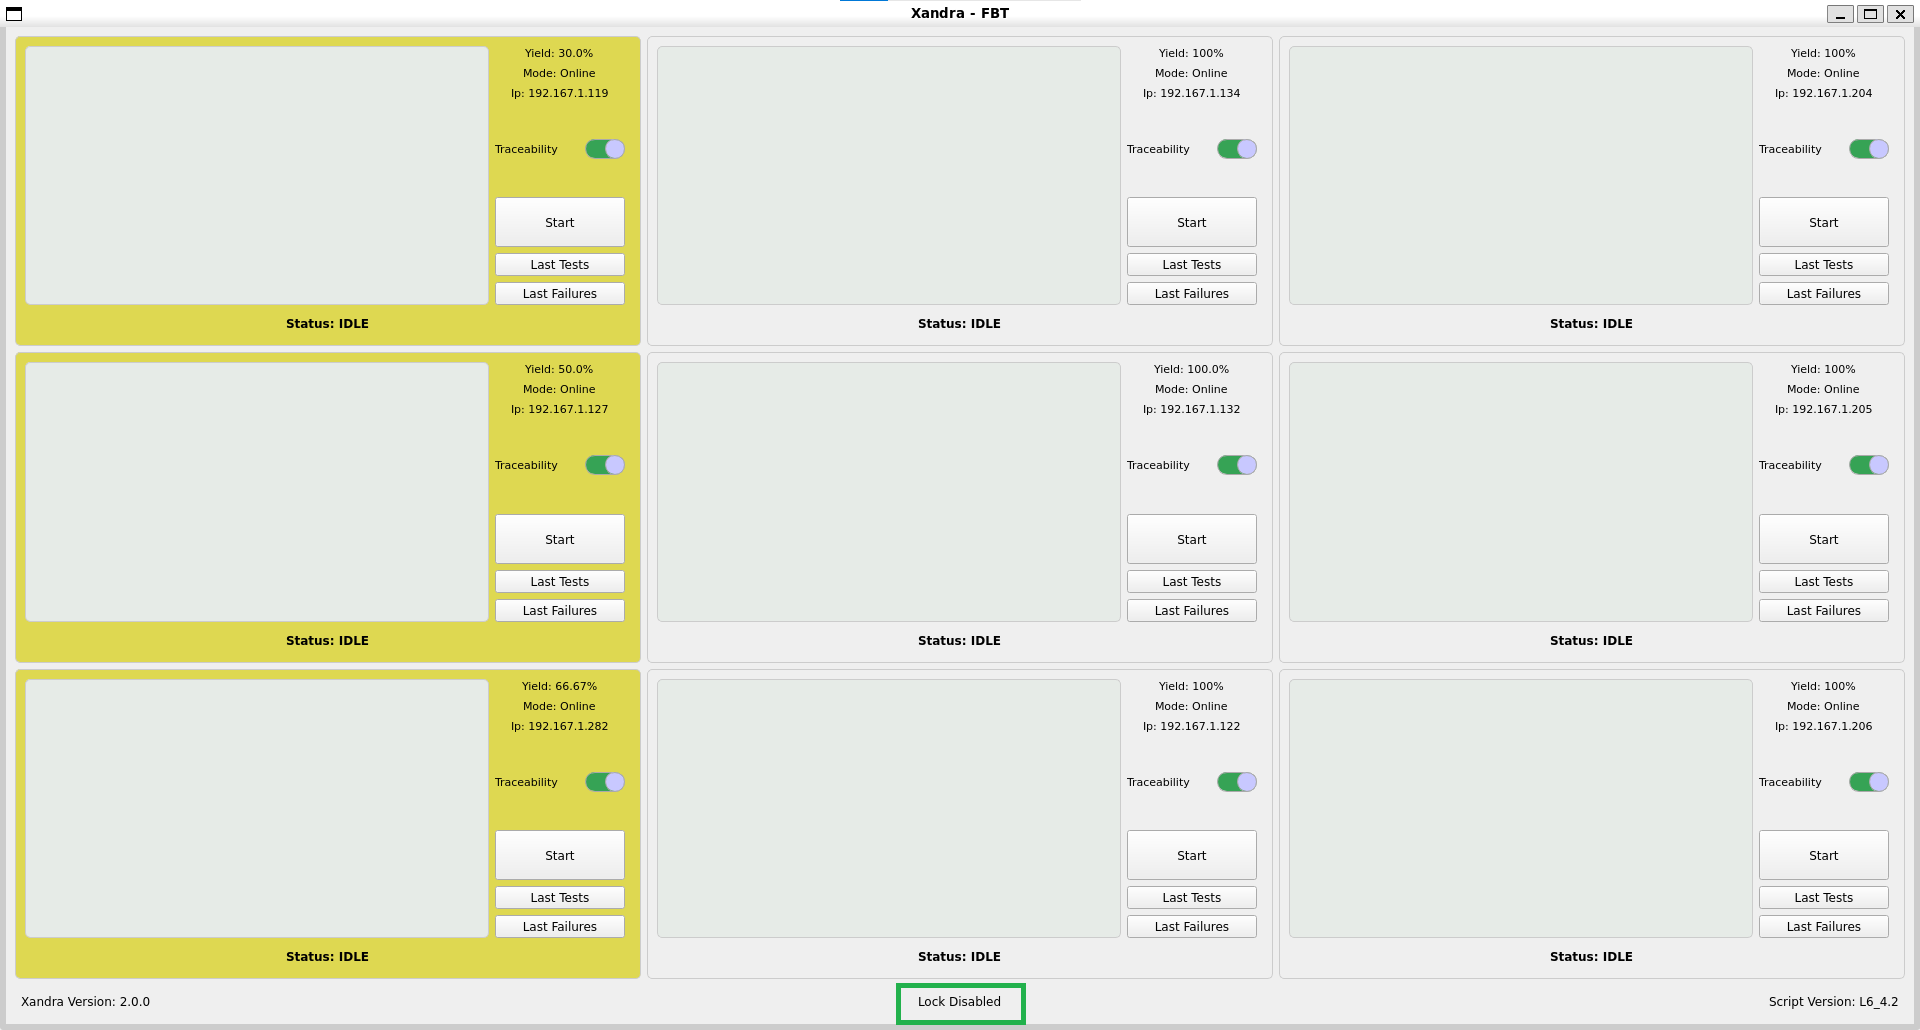 Xandra - FBT
Yield: 30.0%
Mode: Online
Ip: 192.167.1.119
Traceability
Start
Last Tests
Last Failures
Status: IDLE
Yield: 100%
Mode: Online
Ip: 192.167.1.134
Traceability
Start
Last Tests
Last Failures
Status: IDLE
Yield: 100%
Mode: Online
Ip: 192.167.1.204
Traceability
Start
Last Tests
Last Failures
Status: IDLE
Yield: 50.0%
Mode: Online
Ip: 192.167.1.127
Traceability
Start
Last Tests
Last Failures
Status: IDLE
Yield: 100.0%
Mode: Online
Ip: 192.167.1.132
Traceability
Start
Last Tests
Last Failures
Status: IDLE
Yield: 100%
Mode: Online
Ip: 192.167.1.205
Traceability
Start
Last Tests
Last Failures
Status: IDLE
Yield: 66.67%
Mode: Online
Ip: 192.167.1.282
Traceability
Start
Last Tests
Last Failures
Status: IDLE
Yield: 100%
Mode: Online
Ip: 192.167.1.122
Traceability
Start
Last Tests
Last Failures
Status: IDLE
Yield: 100%
Mode: Online
Ip: 192.167.1.206
Traceability
Start
Last Tests
Last Failures
Status: IDLE
Xandra Version: 2.0.0
Lock Disabled
Script Version: L6_4.2